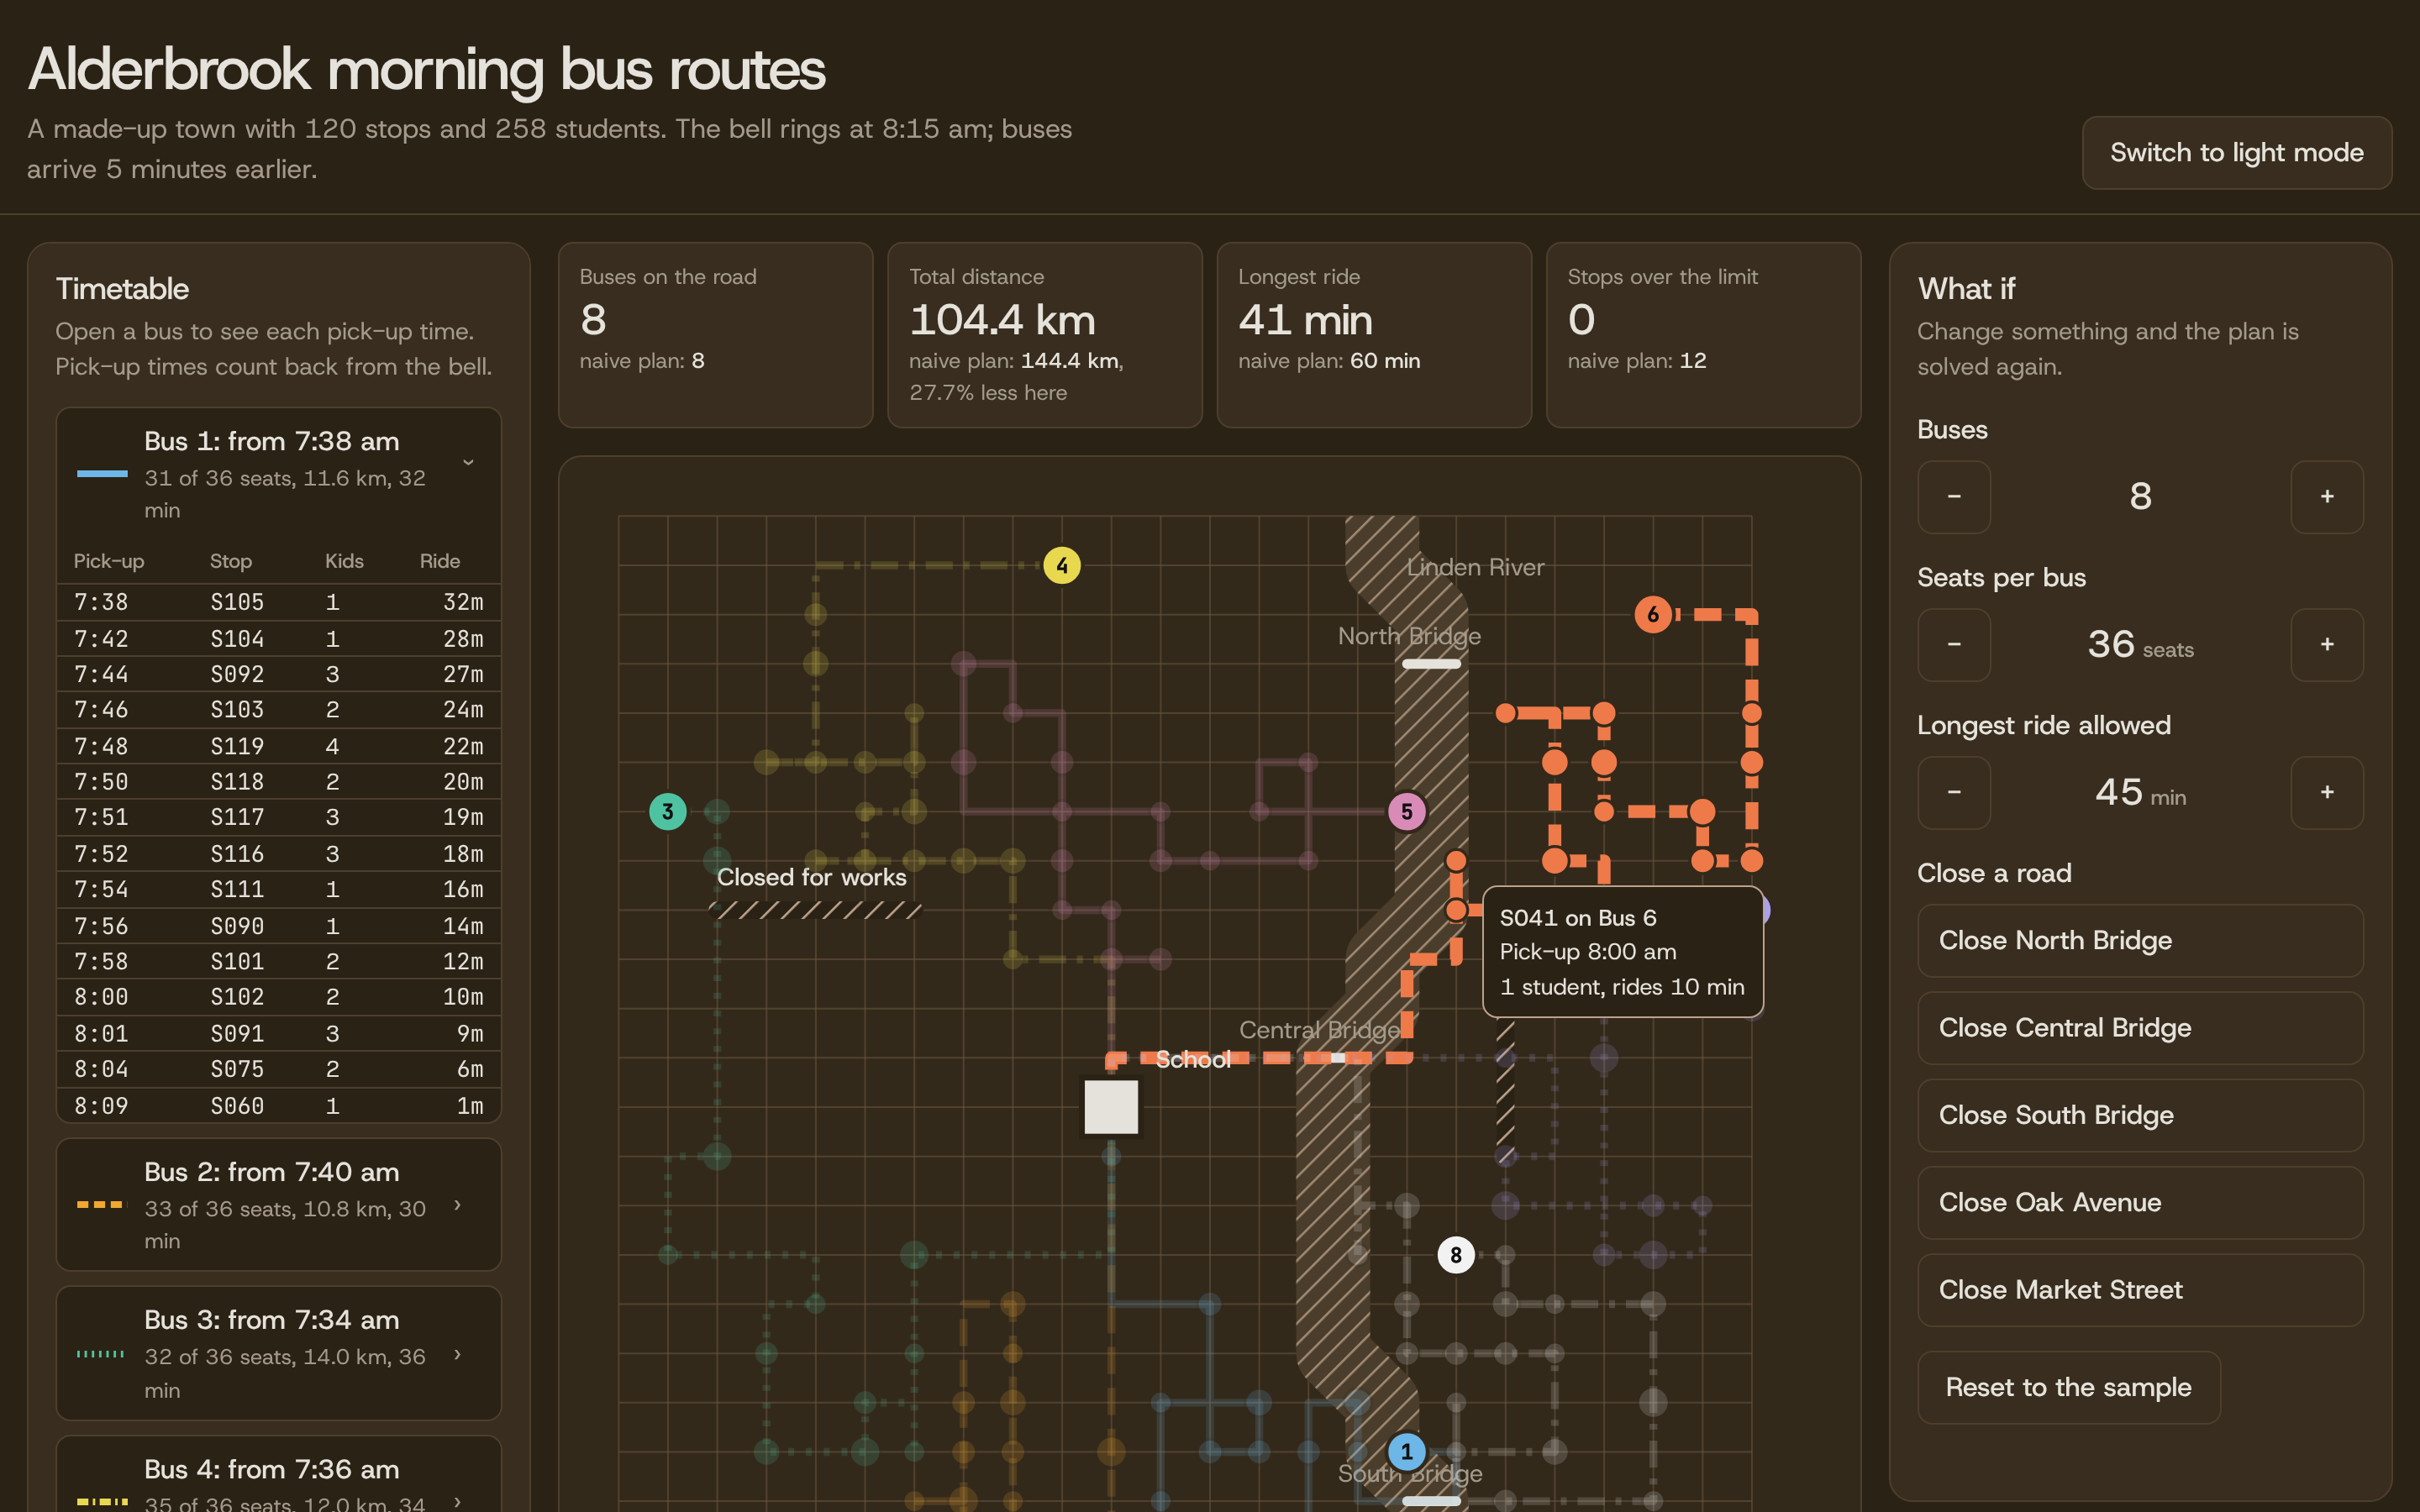 Alderbrook morning bus routes
A made-up town with 120 stops and 258 students. The bell rings at 8:15 am; buses
arrive 5 minutes earlier.
Switch to light mode
Timetable
Open a bus to see each pick-up time.
Pick-up times count back from the bell.
Bus 1: from 7:38 am
31 of 36 seats, 11.6 km, 32
min
Pick-up Stop Kids Ride
7:38 S105 1 32m
7:42 S104 1 28m
7:44 S092 3 27m
7:46 S103 2 24m
7:48 S119 4 22m
7:50 S118 2 20m
7:51 S117 3 19m
7:52 S116 3 18m
7:54 S111 1 16m
7:56 S090 1 14m
7:58 S101 2 12m
8:00 S102 2 10m
8:01 S091 3 9m
8:04 S075 2 6m
8:09 S060 1 1m
Bus 2: from 7:40 am
33 of 36 seats, 10.8 km, 30
min
Bus 3: from 7:34 am
32 of 36 seats, 14.0 km, 36
min
Bus 4: from 7:36 am
35 of 36 seats, 12.0 km, 34
Buses on the road
8
naive plan: 8
Total distance
104.4 km
naive plan: 144.4 km,
27.7% less here
Longest ride
41 min
naive plan: 60 min
Stops over the limit
0
naive plan: 12
4
Linden River
6
North Bridge
3
5
Closed for works
S041 on Bus 6
Pick-up 8:00 am
1 student, rides 10 min
Central Bridge
School
8
1
South Bridge
What if
Change something and the plan is
solved again.
Buses
− 8 +
Seats per bus
− 36 seats +
Longest ride allowed
− 45 min +
Close a road
Close North Bridge
Close Central Bridge
Close South Bridge
Close Oak Avenue
Close Market Street
Reset to the sample